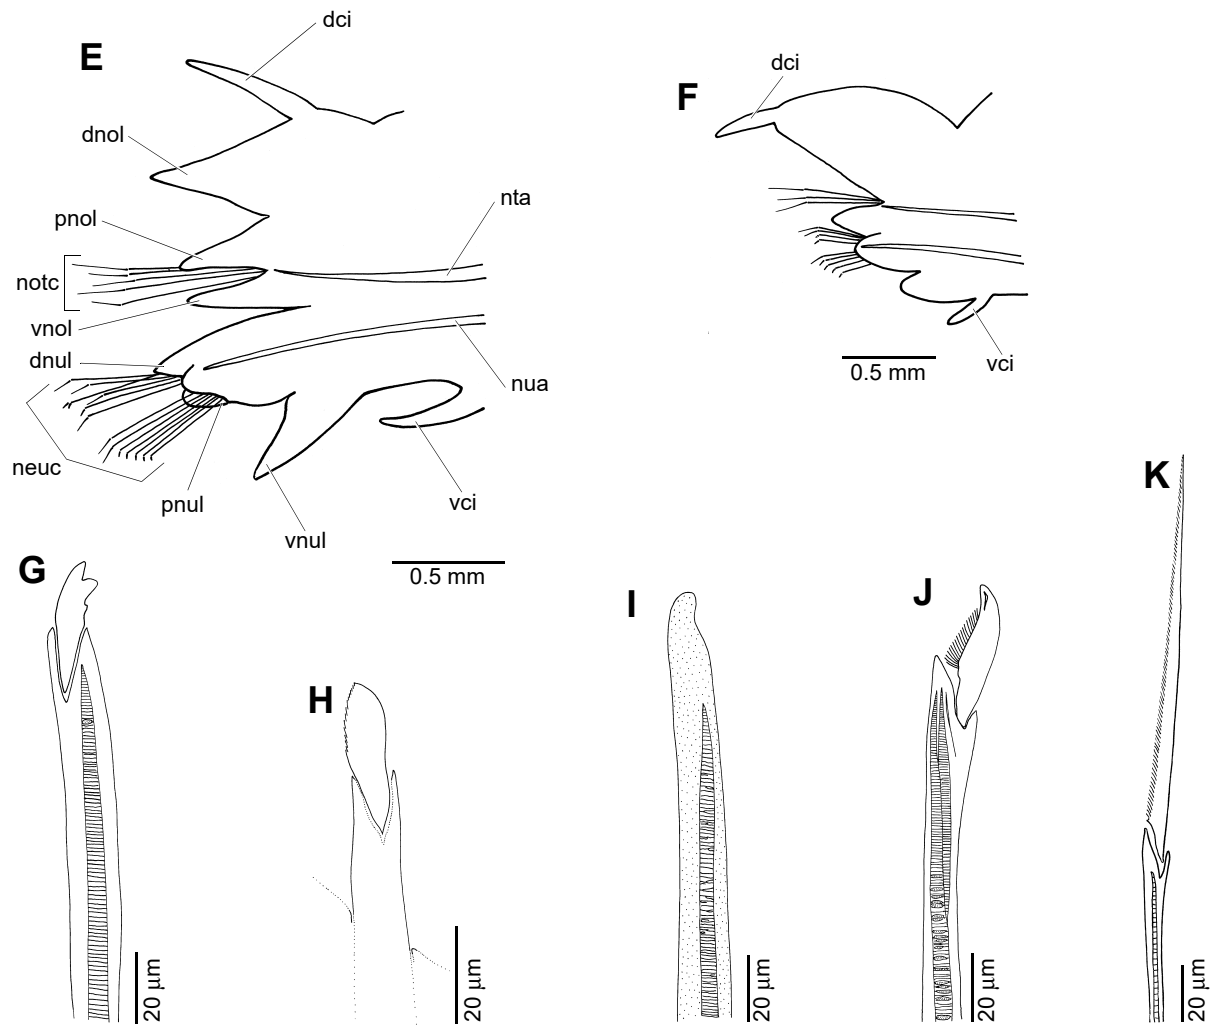 E
dci
dnol
pnol
notc
vnol
dnul
neuc
pnul
vnul
vci
nua
nta
0.5 mm
F
dci
vci
0.5 mm
G
20 µm
H
20 µm
I
20 µm
J
20 µm
K
20 µm